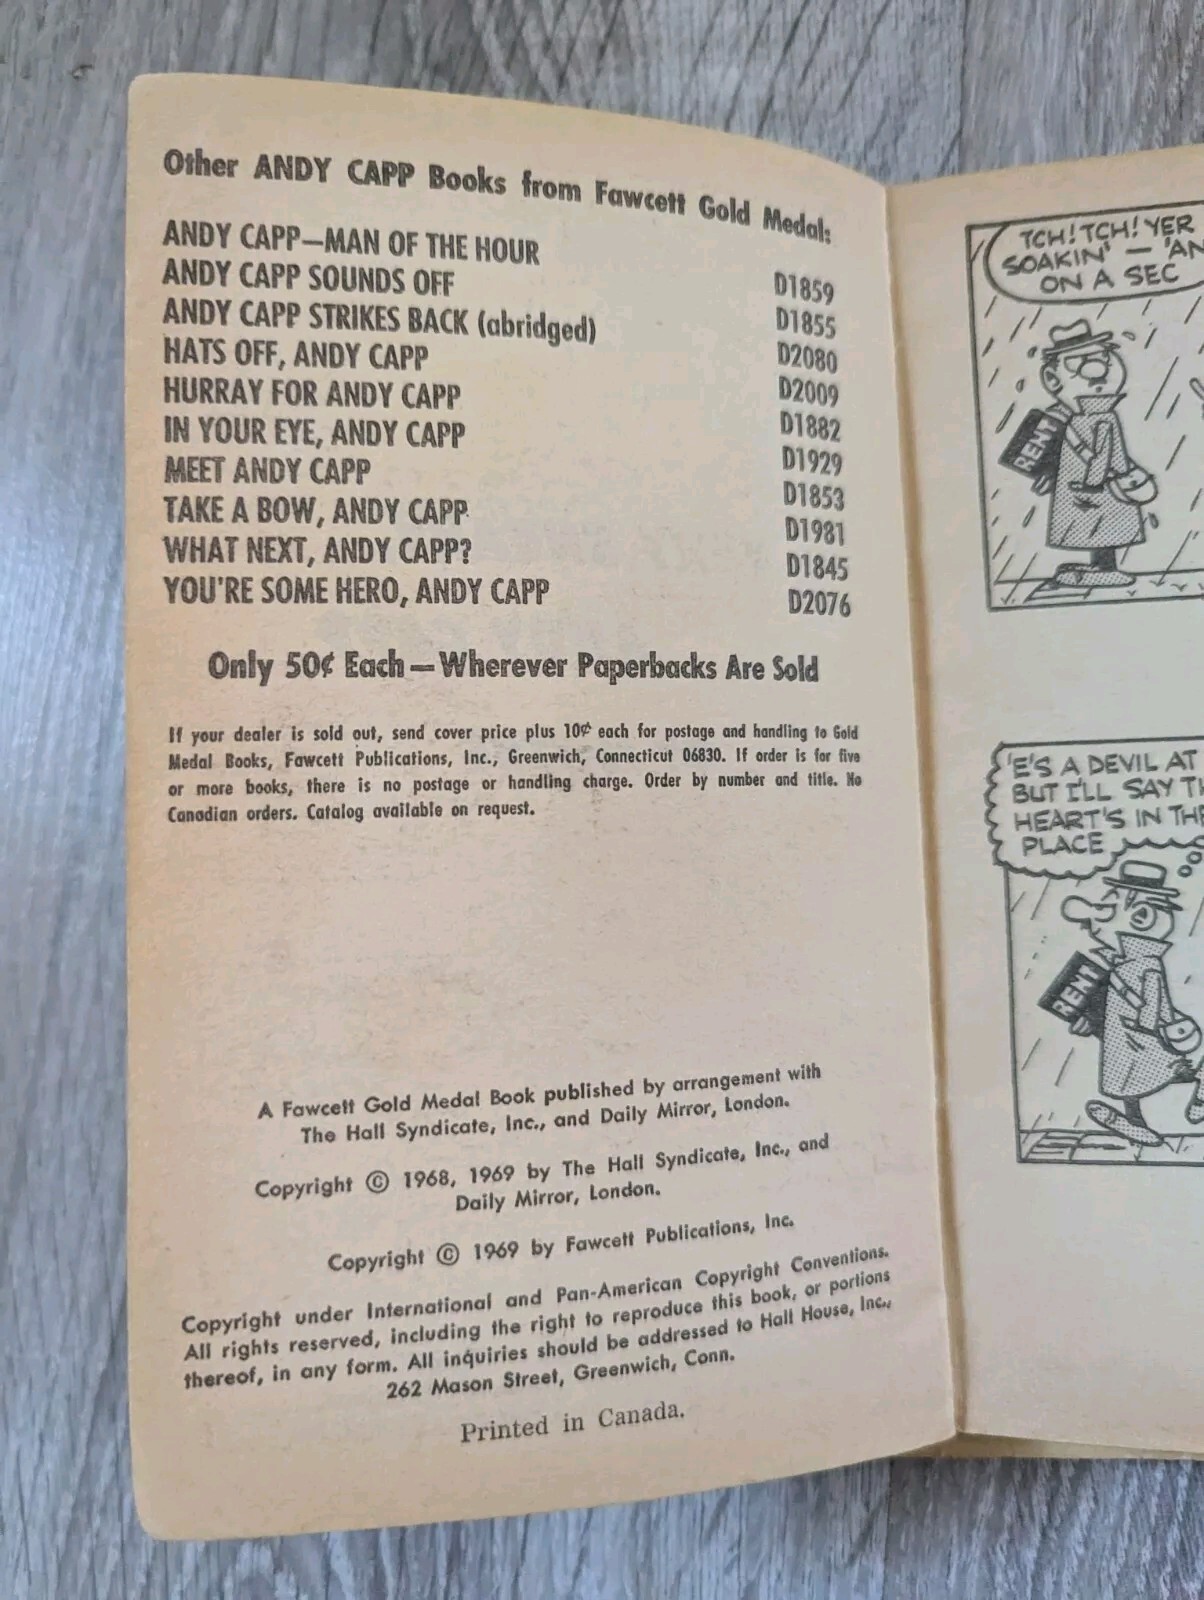 Other ANDY CAPP Books from Fawcett Gold Medal:
ANDY CAPP—MAN OF THE HOUR D1859
ANDY CAPP SOUNDS OFF D1855
ANDY CAPP STRIKES BACK (abridged) D2080
HATS OFF, ANDY CAPP D2009
HURRAY FOR ANDY CAPP D1882
IN YOUR EYE, ANDY CAPP D1929
MEET ANDY CAPP D1853
TAKE A BOW, ANDY CAPP D1981
WHAT NEXT, ANDY CAPP? D1845
YOU'RE SOME HERO, ANDY CAPP D2076
Only 50¢ Each—Wherever Paperbacks Are Sold
If your dealer is sold out, send cover price plus 10¢ each for postage and handling to Gold
Medal Books, Fawcett Publications, Inc., Greenwich, Connecticut 06830. If order is for five
or more books, there is no postage or handling charge. Order by number and title. No
Canadian orders. Catalog available on request.
A Fawcett Gold Medal Book published by arrangement with
The Hall Syndicate, Inc., and Daily Mirror, London.
Copyright © 1968, 1969 by The Hall Syndicate, Inc., and
Daily Mirror, London.
Copyright © 1969 by Fawcett Publications, Inc.
Copyright under International and Pan-American Copyright Conventions.
All rights reserved, including the right to reproduce this book, or portions
thereof, in any form. All inquiries should be addressed to Hall House, Inc.,
262 Mason Street, Greenwich, Conn.
Printed in Canada.
TCH! TCH! YER
SOAKIN' — 'AN
ON A SEC
RENT
'E'S A DEVIL AT
BUT I'LL SAY
HEART'S IN THE
PLACE
RENT